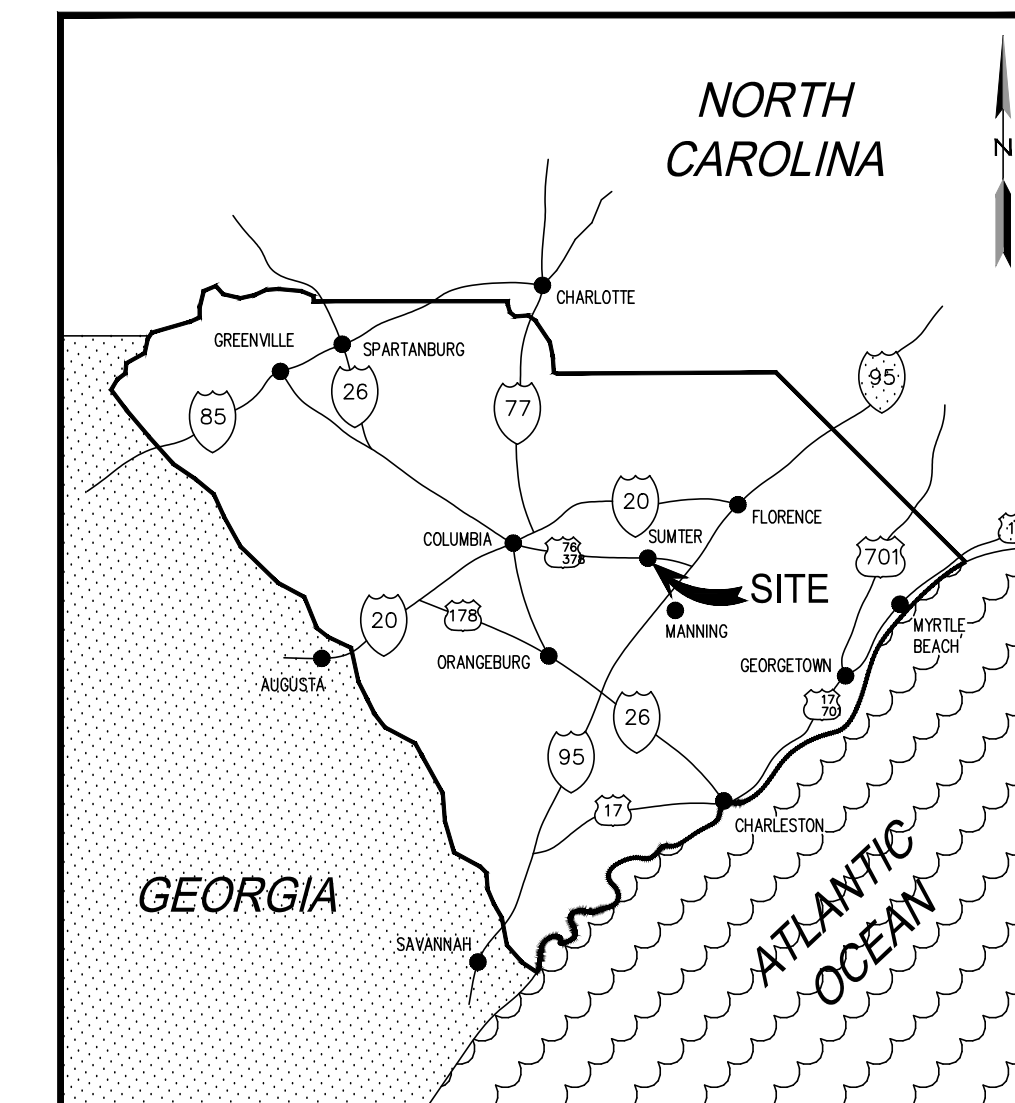 NORTH
CAROLINA
N
CHARLOTTE
GREENVILLE
SPARTANBURG
95
26
85
77
20
FLORENCE
COLUMBIA
SUMTER
76
378
701
SITE
178
20
MANNING
MYRTLE
BEACH
ORANGEBURG
GEORGETOWN
AUGUSTA
17
701
26
95
17
CHARLESTON
GEORGIA
ATLANTIC
OCEAN
SAVANNAH